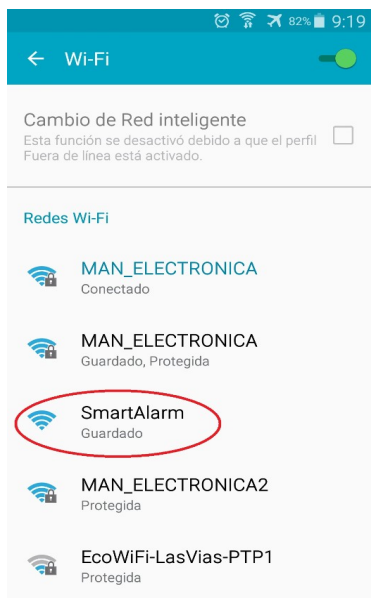 82% 9:19
Wi-Fi
Cambio de Red inteligente
Esta función se desactivó debido a que el perfil
Fuera de línea está activado.
Redes Wi-Fi
MAN_ELECTRONICA
Conectado
MAN_ELECTRONICA
Guardado, Protegida
SmartAlarm
Guardado
MAN_ELECTRONICA2
Protegida
EcoWiFi-LasVias-PTP1
Protegida